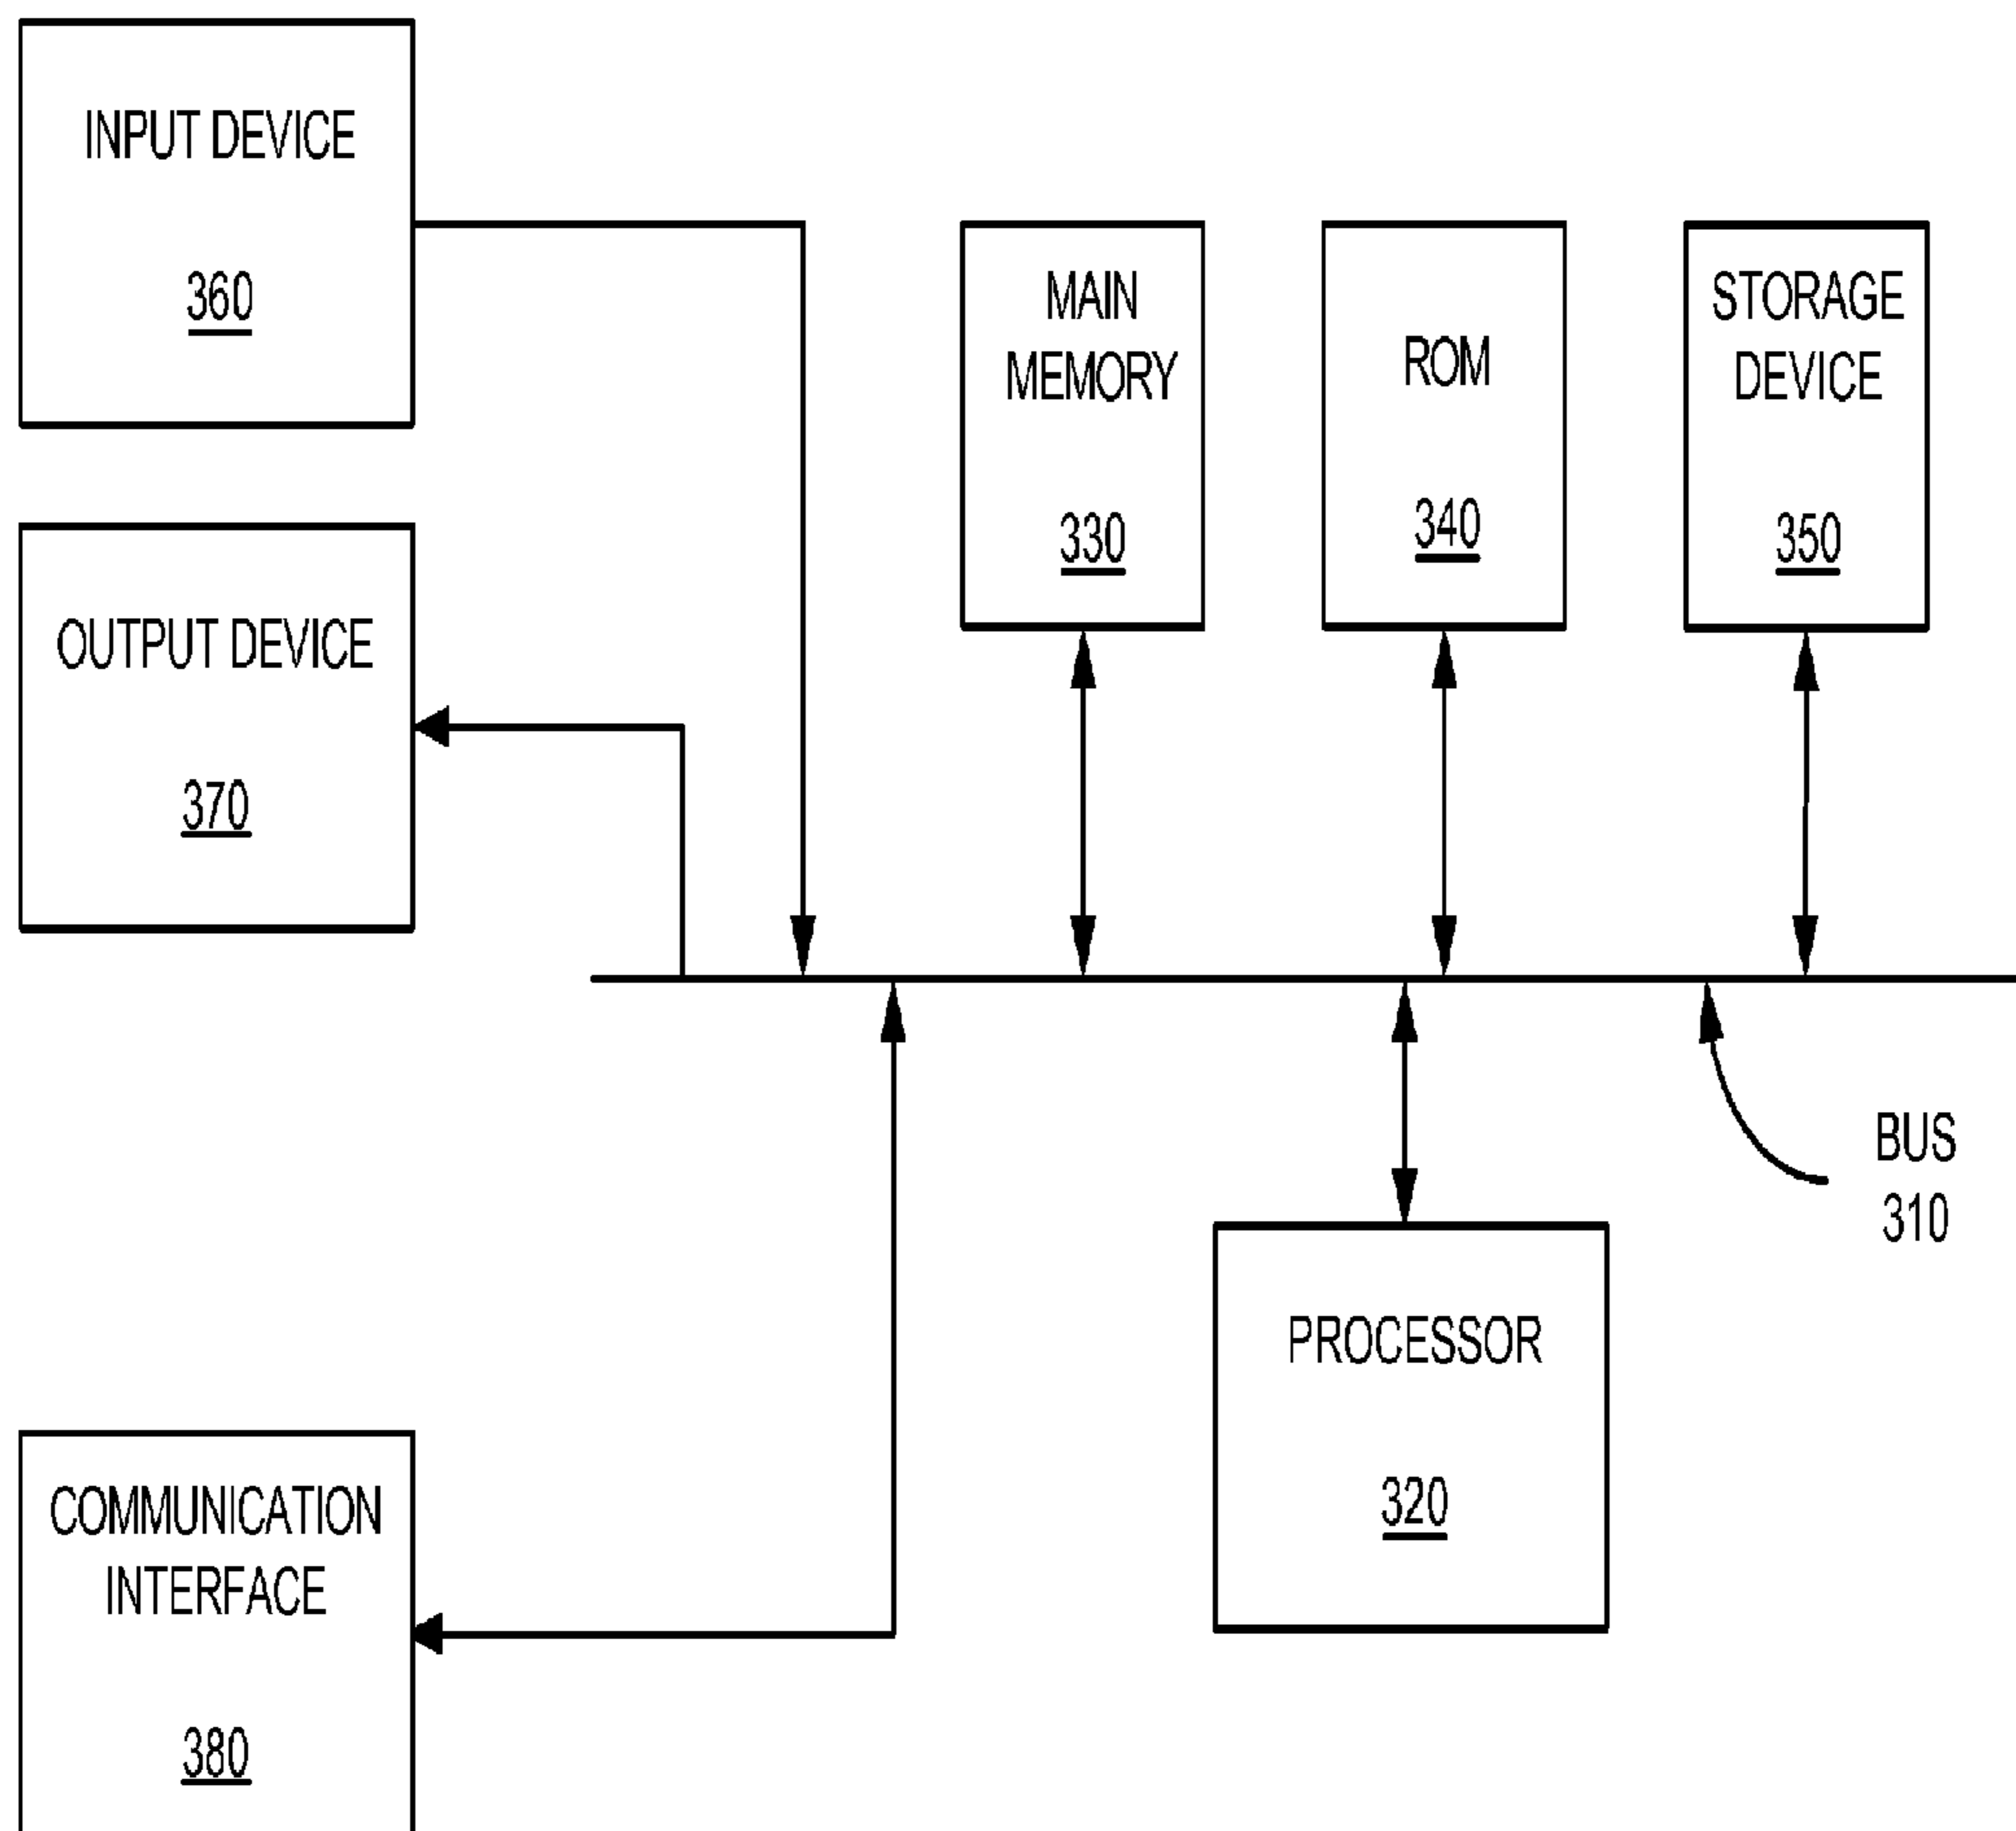 INPUT DEVICE
360
MAIN
MEMORY
330
ROM
340
STORAGE
DEVICE
350
OUTPUT DEVICE
370
BUS
310
PROCESSOR
320
COMMUNICATION
INTERFACE
380